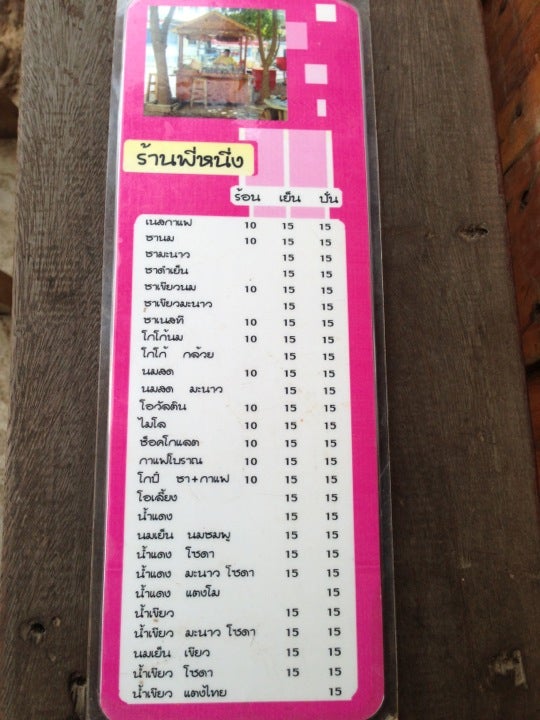 ร้านพี่หนึ่ง
ร้อน เย็น ปั่น
เนสกาแฟ 10 15 15
ชานม 10 15 15
ชามะนาว 15 15
ชาดำเย็น 15 15
ชาเขียวนม 10 15 15
ชาเขียวมะนาว 15 15
ชาเนสที 10 15 15
โกโก้นม 10 15 15
โกโก้ กล้วย 15 15
นมสด 10 15 15
นมสด มะนาว 15 15
โอวัลติน 10 15 15
ไมโล 10 15 15
ช็อคโกแลต 10 15 15
กาแฟโบราณ 10 15 15
โกปี๋ ชา+กาแฟ 10 15 15
โอเลี้ยง 15 15
น้ำแดง 15 15
นมเย็น นมชมพู 15 15
น้ำแดง โซดา 15 15
น้ำแดง มะนาว โซดา 15 15
น้ำแดง แตงโม 15
น้ำเขียว 15 15
น้ำเขียว มะนาว โซดา 15 15
นมเย็น เขียว 15 15
น้ำเขียว โซดา 15 15
น้ำเขียว แตงไทย 15